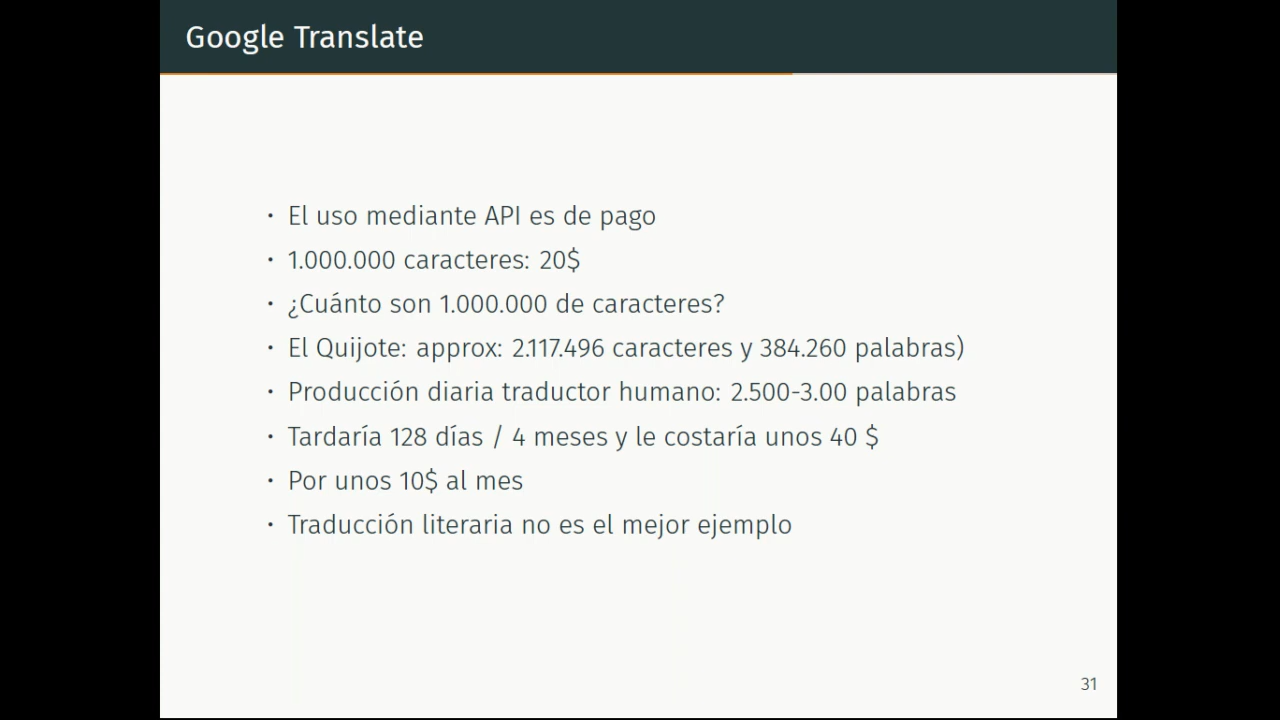 Google Translate
· El uso mediante API es de pago
· 1.000.000 caracteres: 20$
· ¿Cuánto son 1.000.000 de caracteres?
· El Quijote: approx: 2.117.496 caracteres y 384.260 palabras)
· Producción diaria traductor humano: 2.500-3.00 palabras
· Tardaría 128 días / 4 meses y le costaría unos 40 $
· Por unos 10$ al mes
· Traducción literaria no es el mejor ejemplo
31